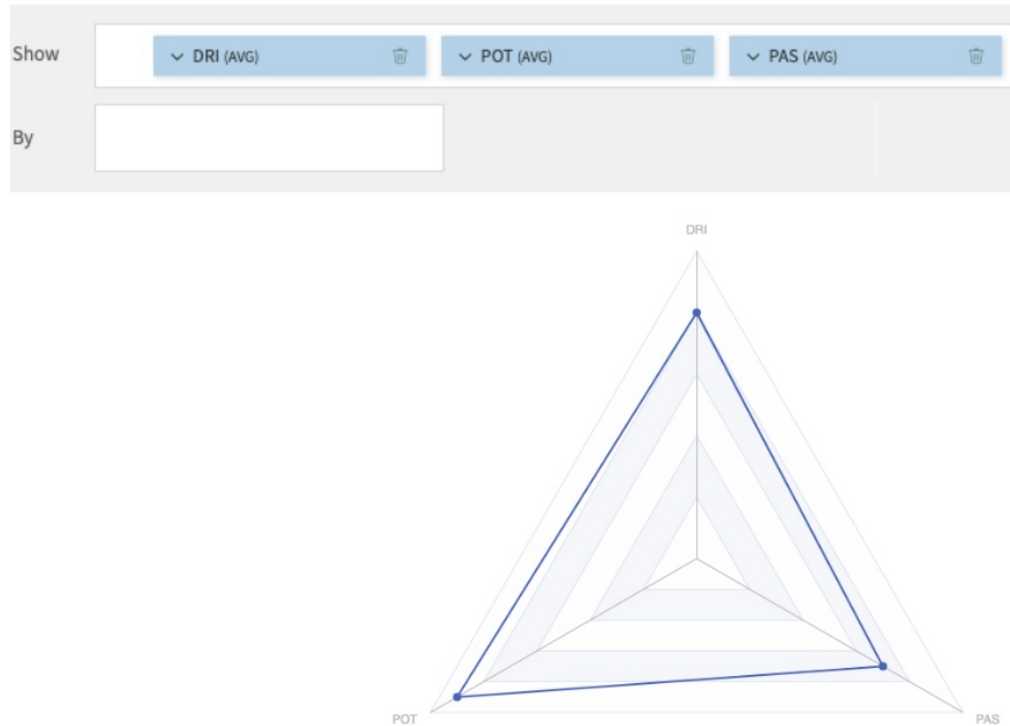 Show
DRI (AVG)
POT (AVG)
PAS (AVG)
By
DRI
POT
PAS